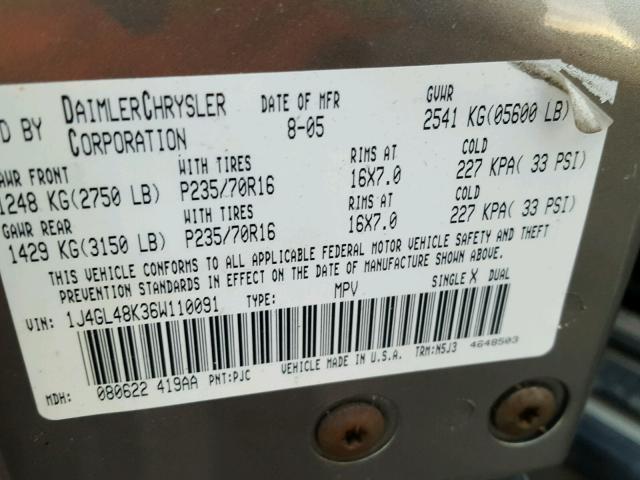 D BY DAIMLERCHRYSLER CORPORATION DATE OF MFR 8-05 GVWR 2541 KG(05600 LB)
GAWR FRONT WITH TIRES RIMS AT COLD
1248 KG(2750 LB) P235/70R16 16X7.0 227 KPA( 33 PSI)
GAWR REAR WITH TIRES RIMS AT COLD
1429 KG(3150 LB) P235/70R16 16X7.0 227 KPA( 33 PSI)
THIS VEHICLE CONFORMS TO ALL APPLICABLE FEDERAL MOTOR VEHICLE SAFETY AND THEFT
PREVENTION STANDARDS IN EFFECT ON THE DATE OF MANUFACTURE SHOWN ABOVE.
VIN: 1J4GL48K36W110091 TYPE: MPV SINGLE X DUAL
VEHICLE MADE IN U.S.A. TRM:N5J3 4648503
MDH: 080622 419AA PNT:PJC